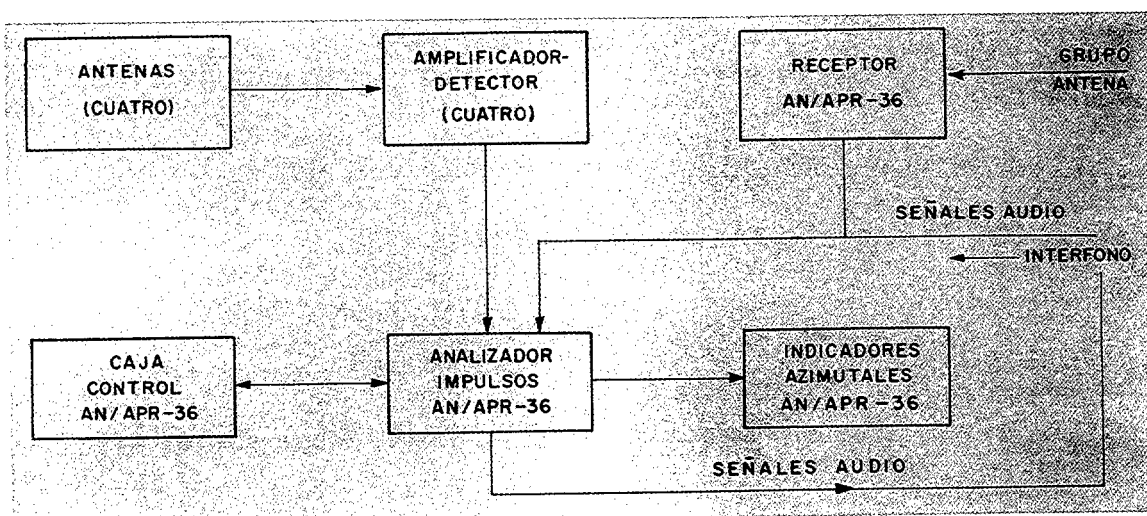 ANTENAS
(CUATRO)
AMPLIFICADOR-
DETECTOR
(CUATRO)
RECEPTOR
AN/APR-36
GRUPO
ANTENA
SEÑALES AUDIO
INTERFONO
CAJA
CONTROL
AN/APR-36
ANALIZADOR
IMPULSOS
AN/APR-36
INDICADORES
AZIMUTALES
AN/APR-36
SEÑALES AUDIO